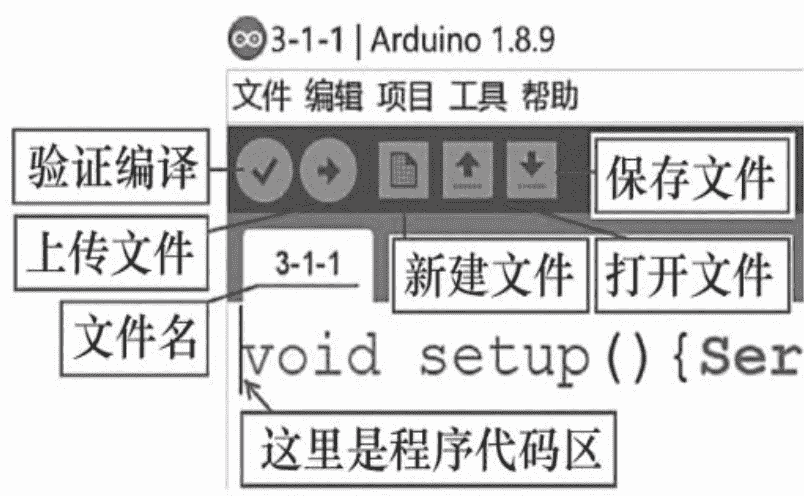 3-1-1 | Arduino 1.8.9
文件 编辑 项目 工具 帮助
验证编译
保存文件
上传文件
3-1-1
新建文件
打开文件
文件名
void setup(){Ser
这里是程序代码区